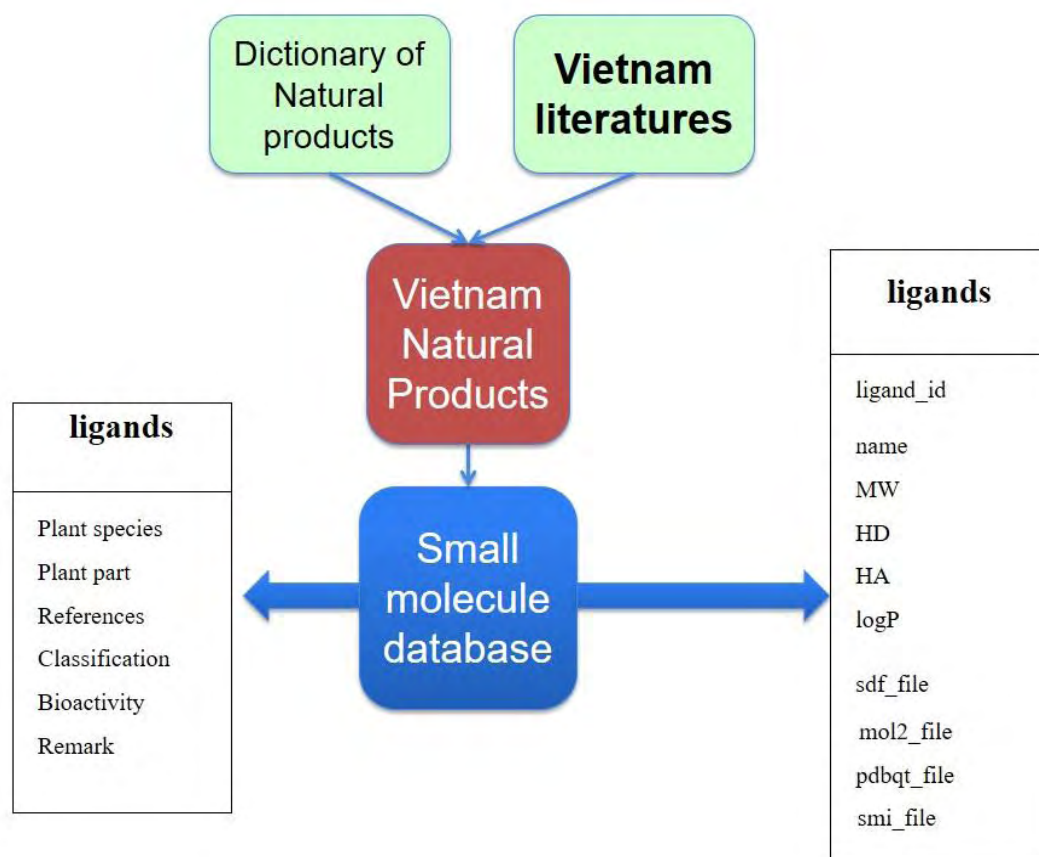 Dictionary of
Natural
products
Vietnam
literatures
Vietnam
Natural
Products
Small
molecule
database
ligands
Plant species
Plant part
References
Classification
Bioactivity
Remark
ligands
ligand_id
name
MW
HD
HA
logP
sdf_file
mol2_file
pdbqt_file
smi_file